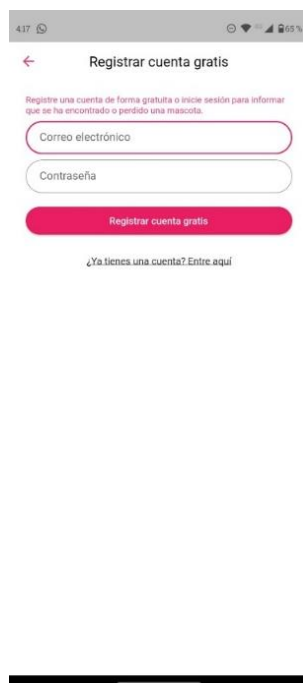 4:17
65 %
Registrar cuenta gratis
Registre una cuenta de forma gratuita o inicie sesión para informar
que se ha encontrado o perdido una mascota.
Correo electrónico
Contraseña
Registrar cuenta gratis
¿Ya tienes una cuenta? Entre aquí